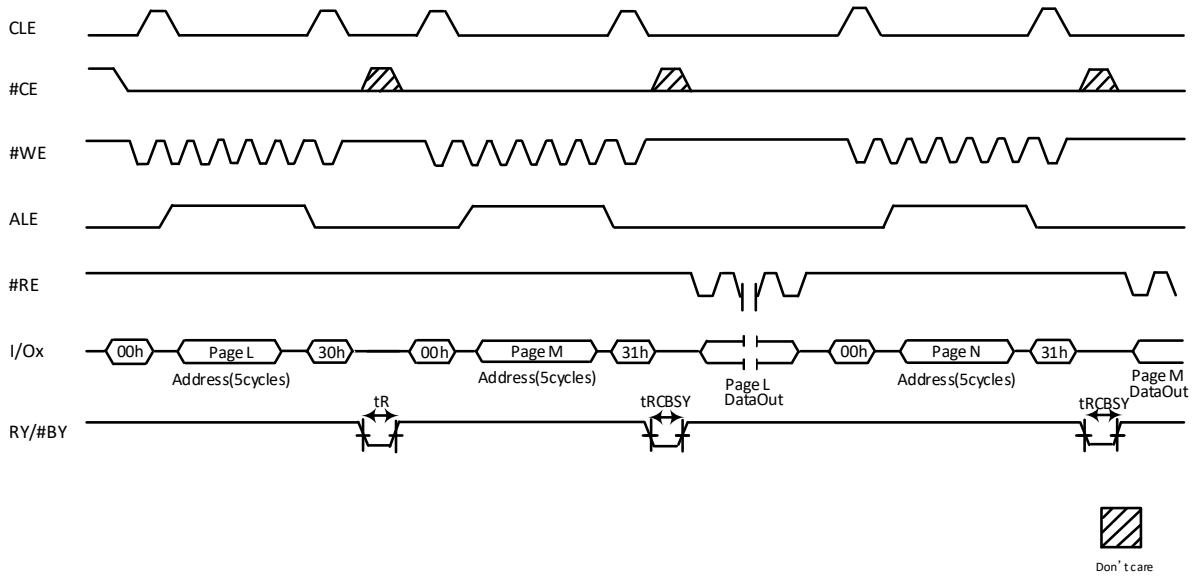 CLE
#CE
#WE
ALE
#RE
I/Ox
00h
Page L
30h
00h
Page M
31h
00h
Page N
31h
Address(5cycles)
Address(5cycles)
Page L
DataOut
Address(5cycles)
Page M
DataOut
RY/#BY
tR
tRCBSY
tRCBSY
Don't care